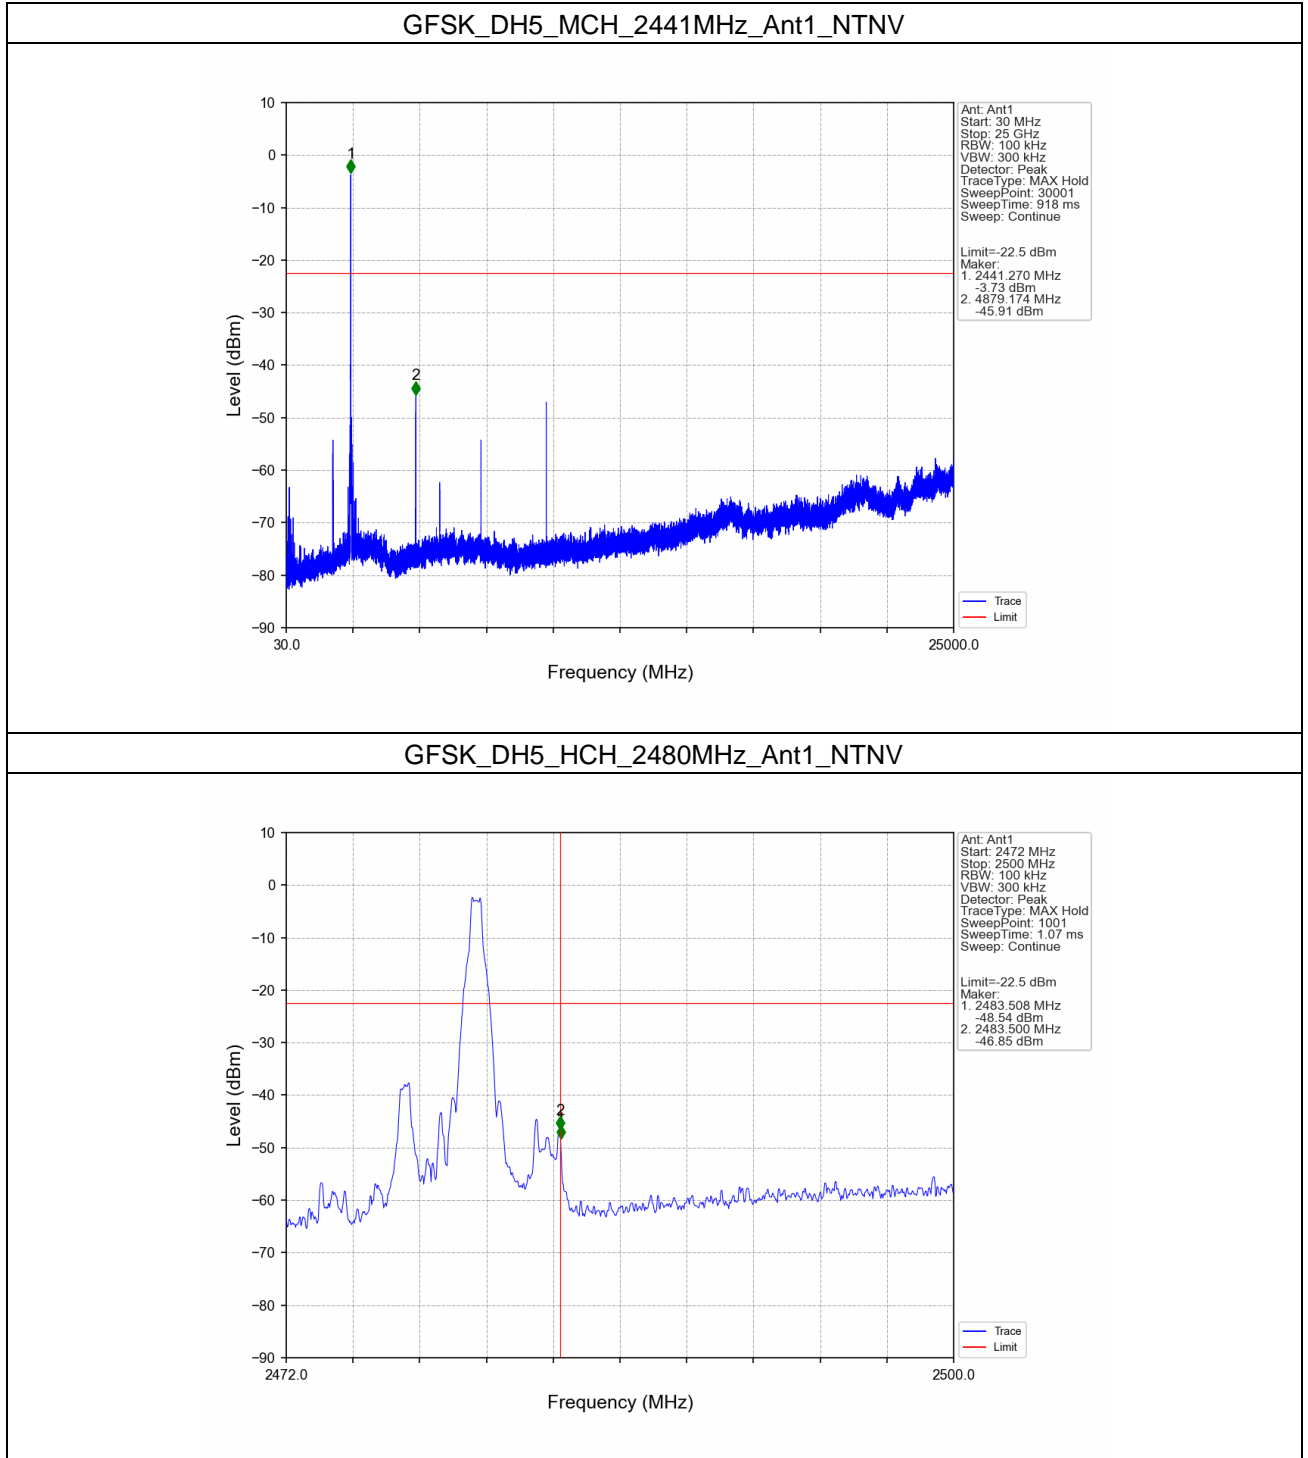 GFSK_DH5_MCH_2441MHz_Ant1_NTNV
10
0
−10
−20
−30
−40
−50
−60
−70
−80
−90
Level (dBm)
1
2
30.0
25000.0
Frequency (MHz)
Ant: Ant1
Start: 30 MHz
Stop: 25 GHz
RBW: 100 kHz
VBW: 300 kHz
Detector: Peak
TraceType: MAX Hold
SweepPoint: 30001
SweepTime: 918 ms
Sweep: Continue
Limit=-22.5 dBm
Maker:
1. 2441.270 MHz
-3.73 dBm
2. 4879.174 MHz
-45.91 dBm
Trace
Limit
GFSK_DH5_HCH_2480MHz_Ant1_NTNV
10
0
−10
−20
−30
−40
−50
−60
−70
−80
−90
Level (dBm)
2
2472.0
2500.0
Frequency (MHz)
Ant: Ant1
Start: 2472 MHz
Stop: 2500 MHz
RBW: 100 kHz
VBW: 300 kHz
Detector: Peak
TraceType: MAX Hold
SweepPoint: 1001
SweepTime: 1.07 ms
Sweep: Continue
Limit=-22.5 dBm
Maker:
1. 2483.508 MHz
-48.54 dBm
2. 2483.500 MHz
-46.85 dBm
Trace
Limit